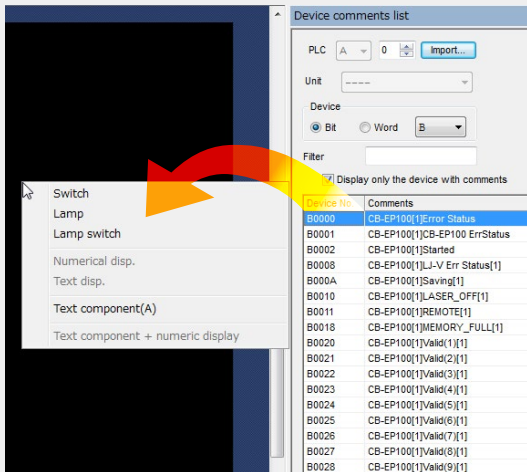 Device comments list
PLC A 0 Import...
Unit ----
Device
Bit Word B
Filter
Display only the device with comments
Device No. Comments
B0000 CB-EP100[1]Error Status
B0001 CB-EP100[1]CB-EP100 ErrStatus
B0002 CB-EP100[1]Started
B0008 CB-EP100[1]LJ-V Err Status[1]
B000A CB-EP100[1]Saving[1]
B0010 CB-EP100[1]LASER_OFF[1]
B0011 CB-EP100[1]REMOTE[1]
B0018 CB-EP100[1]MEMORY_FULL[1]
B0020 CB-EP100[1]Valid(1)[1]
B0021 CB-EP100[1]Valid(2)[1]
B0022 CB-EP100[1]Valid(3)[1]
B0023 CB-EP100[1]Valid(4)[1]
B0024 CB-EP100[1]Valid(5)[1]
B0025 CB-EP100[1]Valid(6)[1]
B0026 CB-EP100[1]Valid(7)[1]
B0027 CB-EP100[1]Valid(8)[1]
B0028 CB-EP100[1]Valid(9)[1]
Switch
Lamp
Lamp switch
Numerical disp.
Text disp.
Text component(A)
Text component + numeric display